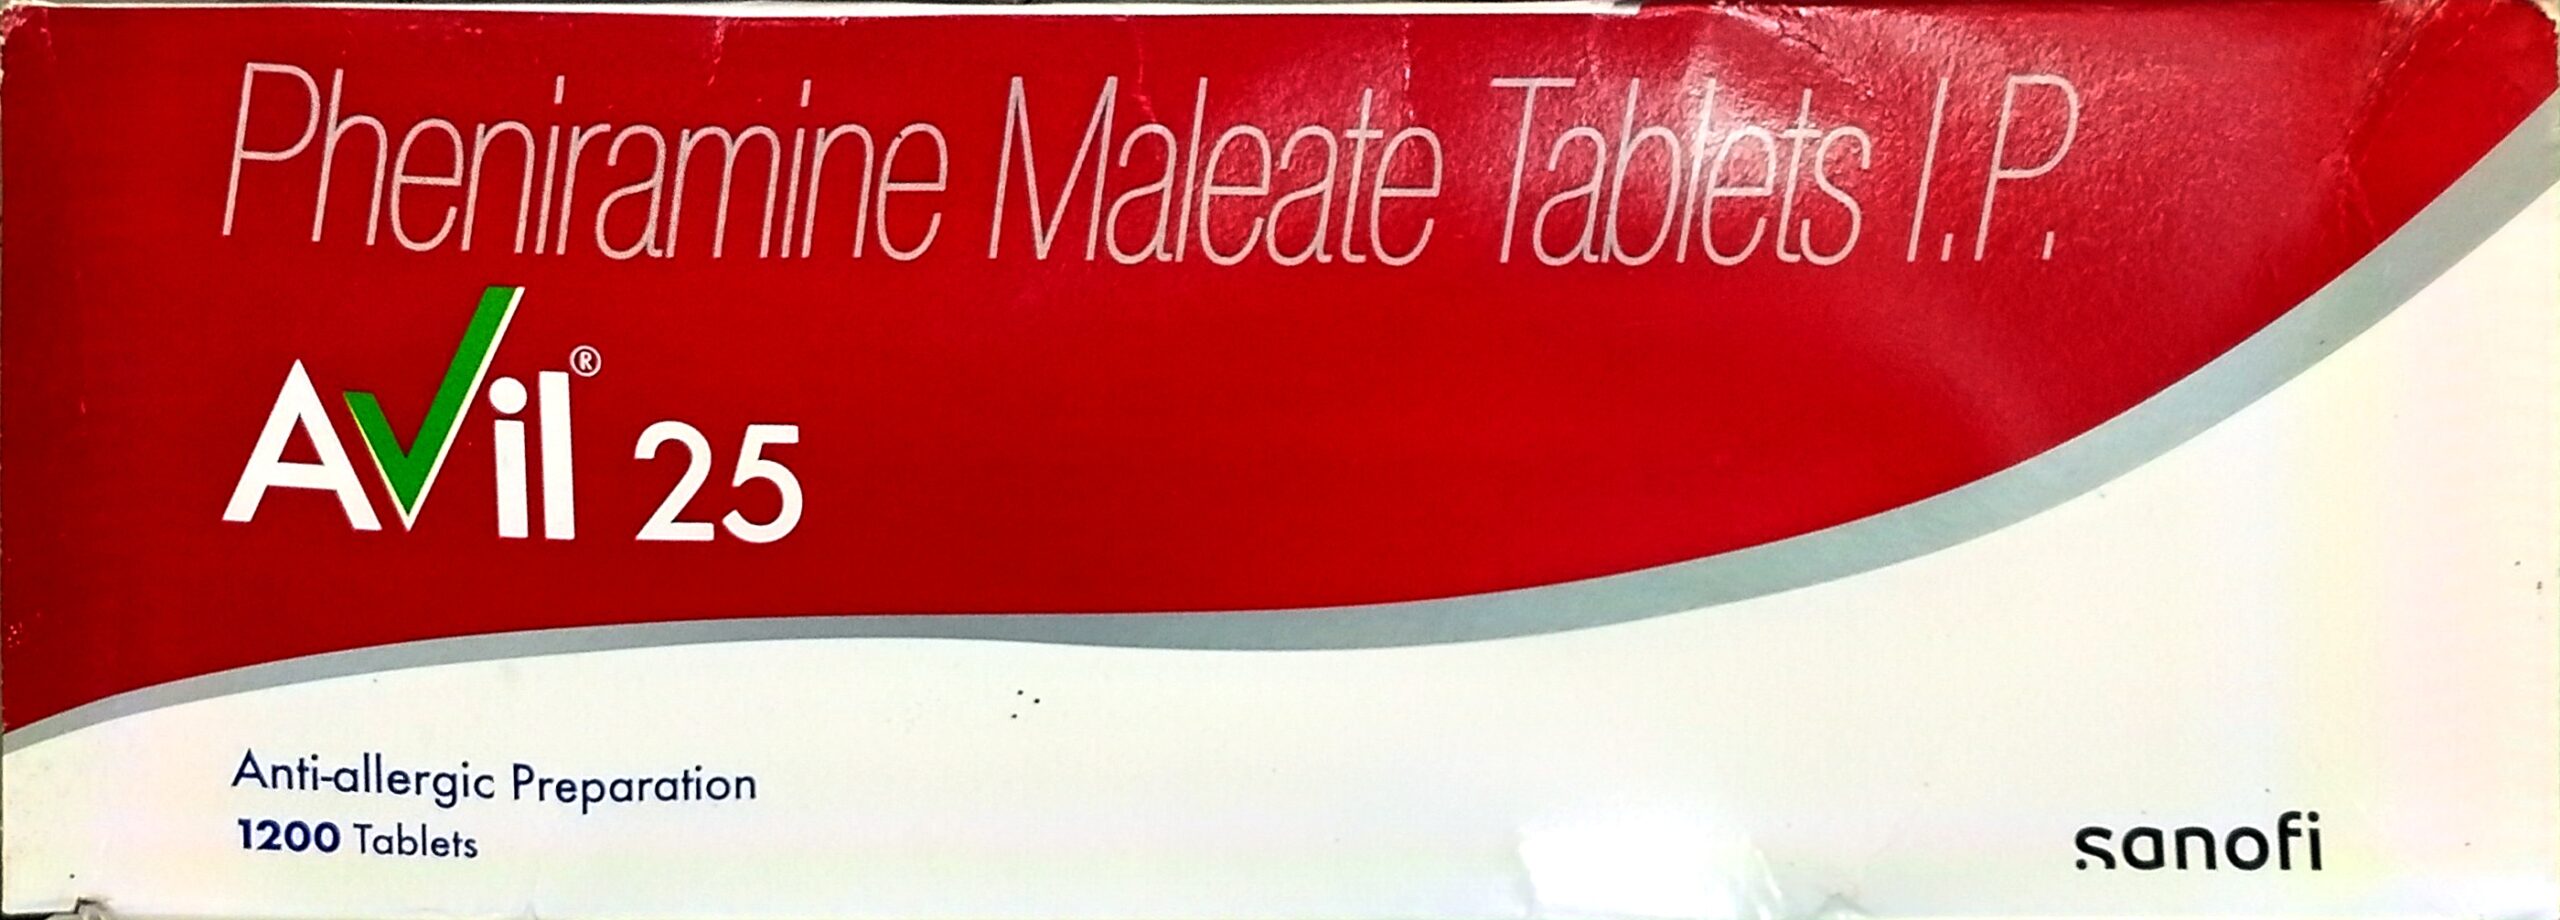 Pheniramine Maleate Tablets I.P.
Avil® 25
Anti-allergic Preparation
1200 Tablets
sanofi